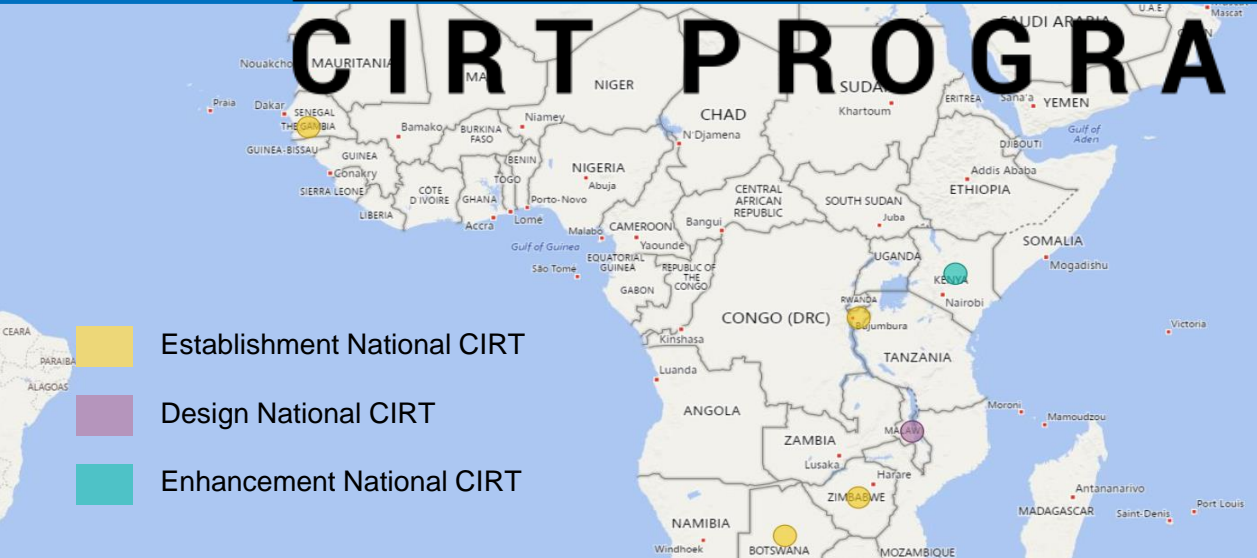 CIRT PROGRA
U.A.E.
Mascat
SAUDI ARABIA
Nouakcho
MAURITANIA
MA
NIGER
SUDA
ERITREA
Sana'a
YEMEN
Praia
Dakar
SENEGAL
THE GAMBIA
GUINEA-BISSAU
Bamako
BURKINA
FASO
Niamey
CHAD
N'Djamena
Khartoum
Gulf of
Aden
DJIBOUTI
GUINEA
Conakry
SIERRA LEONE
LIBERIA
CÔTE
D'IVOIRE
GHANA
TOGO
BENIN
NIGERIA
Abuja
Porto-Novo
Lomé
Accra
Addis Ababa
ETHIOPIA
CENTRAL
AFRICAN
REPUBLIC
SOUTH SUDAN
Juba
Malabo
CAMEROON
Yaounde
Bangui
Gulf of Guinea
EQUATORIAL
GUINEA
São Tomé
GABON
REPUBLIC OF
THE
CONGO
UGANDA
SOMALIA
Mogadishu
KENYA
Nairobi
RWANDA
Bujumbura
CONGO (DRC)
Kinshasa
TANZANIA
Victoria
CEARÁ
PARAÍBA
ALAGOAS
Establishment National CIRT
Design National CIRT
Enhancement National CIRT
Luanda
ANGOLA
Moroni
Mamoudzou
MALAWI
ZAMBIA
Lusaka
Harare
ZIMBABWE
Antananarivo
MADAGASCAR
Saint-Denis
Port Louis
NAMIBIA
Windhoek
BOTSWANA
MOZAMBIQUE